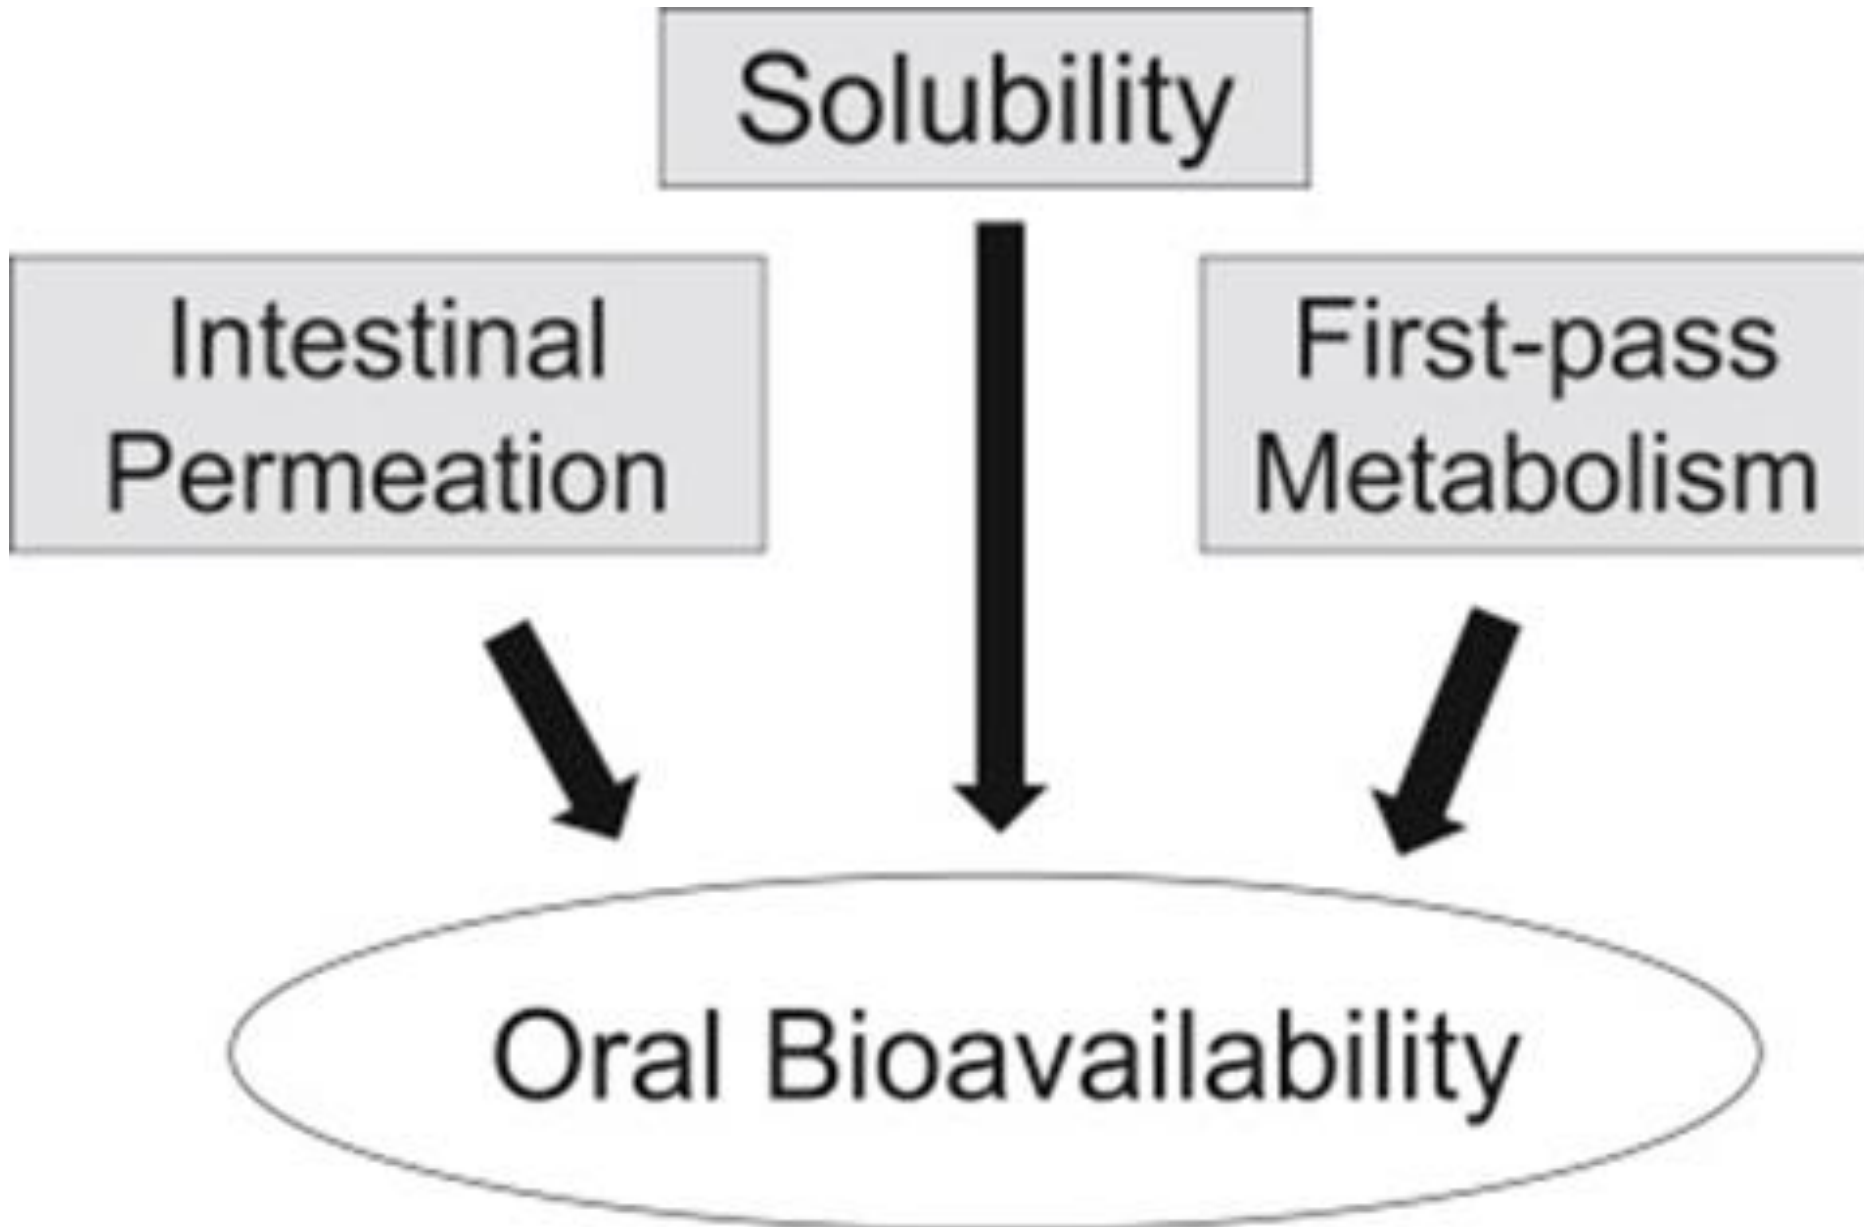 Solubility
Intestinal
Permeation
First-pass
Metabolism
Oral Bioavailability